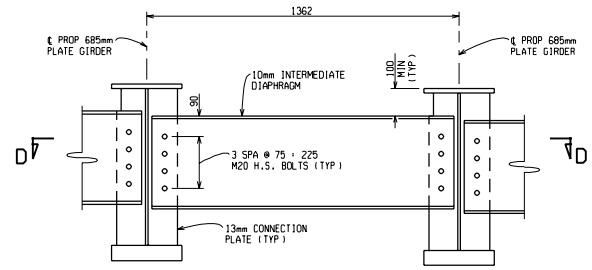 1362
℄ PROP 685mm
PLATE GIRDER
℄ PROP 685mm
PLATE GIRDER
10mm INTERMEDIATE
DIAPHRAGM
100
MIN
(TYP)
90
D
D
3 SPA @ 75 = 225
M20 H.S. BOLTS (TYP)
13mm CONNECTION
PLATE (TYP)